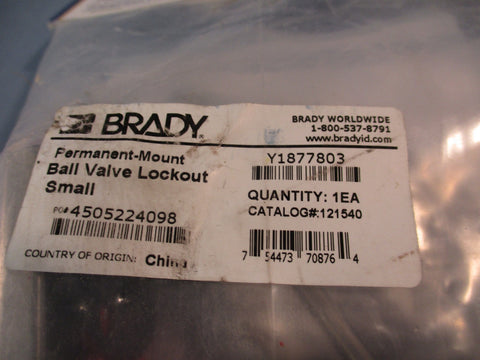 BRADY
BRADY WORLDWIDE
1-800-537-8791
www.bradyid.com
Permanent-Mount
Ball Valve Lockout
Small
PO# 4505224098
COUNTRY OF ORIGIN: China
Y1877803
QUANTITY: 1EA
CATALOG#:121540
7 54473 70876 4